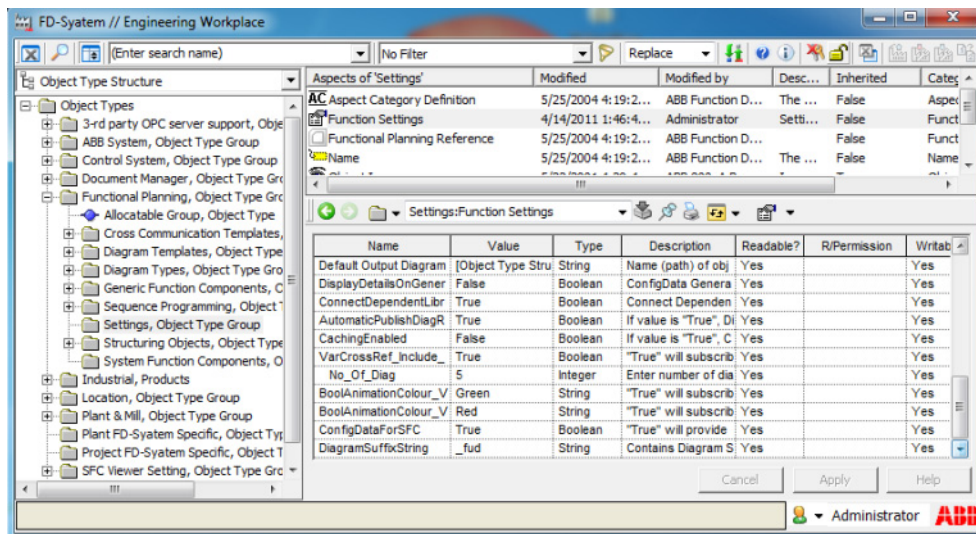 FD-Syatem // Engineering Workplace
(Enter search name) No Filter Replace
Object Type Structure
Object Types
3-rd party OPC server support, Obje
ABB System, Object Type Group
Control System, Object Type Group
Document Manager, Object Type Gro
Functional Planning, Object Type Gro
Allocatable Group, Object Type
Cross Communication Templates,
Diagram Templates, Object Type
Diagram Types, Object Type Gro
Generic Function Components, O
Sequence Programming, Object T
Settings, Object Type Group
Structuring Objects, Object Type
System Function Components, O
Industrial, Products
Location, Object Type Group
Plant & Mill, Object Type Group
Plant FD-Syatem Specific, Object Typ
Project FD-Syatem Specific, Object T
SFC Viewer Setting, Object Type Gro
Aspects of 'Settings' Modified Modified by Desc... Inherited Categ
AC Aspect Category Definition 5/25/2004 4:19:2... ABB Function D... The ... False Aspec
Function Settings 4/14/2011 1:46:4... Administrator Setti... False Funct
Functional Planning Reference 5/25/2004 4:19:2... ABB Function D... False Funct
Name 5/25/2004 4:19:2... ABB Function D... The ... False Name
Settings:Function Settings
Name Value Type Description Readable? R/Permission Writab
Default Output Diagram [Object Type Stru String Name (path) of obj Yes Yes
DisplayDetailsOnGener False Boolean ConfigData Genera Yes Yes
ConnectDependentLibr True Boolean Connect Dependen Yes Yes
AutomaticPublishDiagR True Boolean If value is "True", Di Yes Yes
CachingEnabled False Boolean If value is "True", C Yes Yes
VarCrossRef_Include_ True Boolean "True" will subscrib Yes Yes
No_Of_Diag 5 Integer Enter number of dia Yes Yes
BoolAnimationColour_V Green String "True" will subscrib Yes Yes
BoolAnimationColour_V Red String "True" will subscrib Yes Yes
ConfigDataForSFC True Boolean "True" will provide Yes Yes
DiagramSuffixString _fud String Contains Diagram S Yes Yes
Cancel Apply Help
Administrator ABB